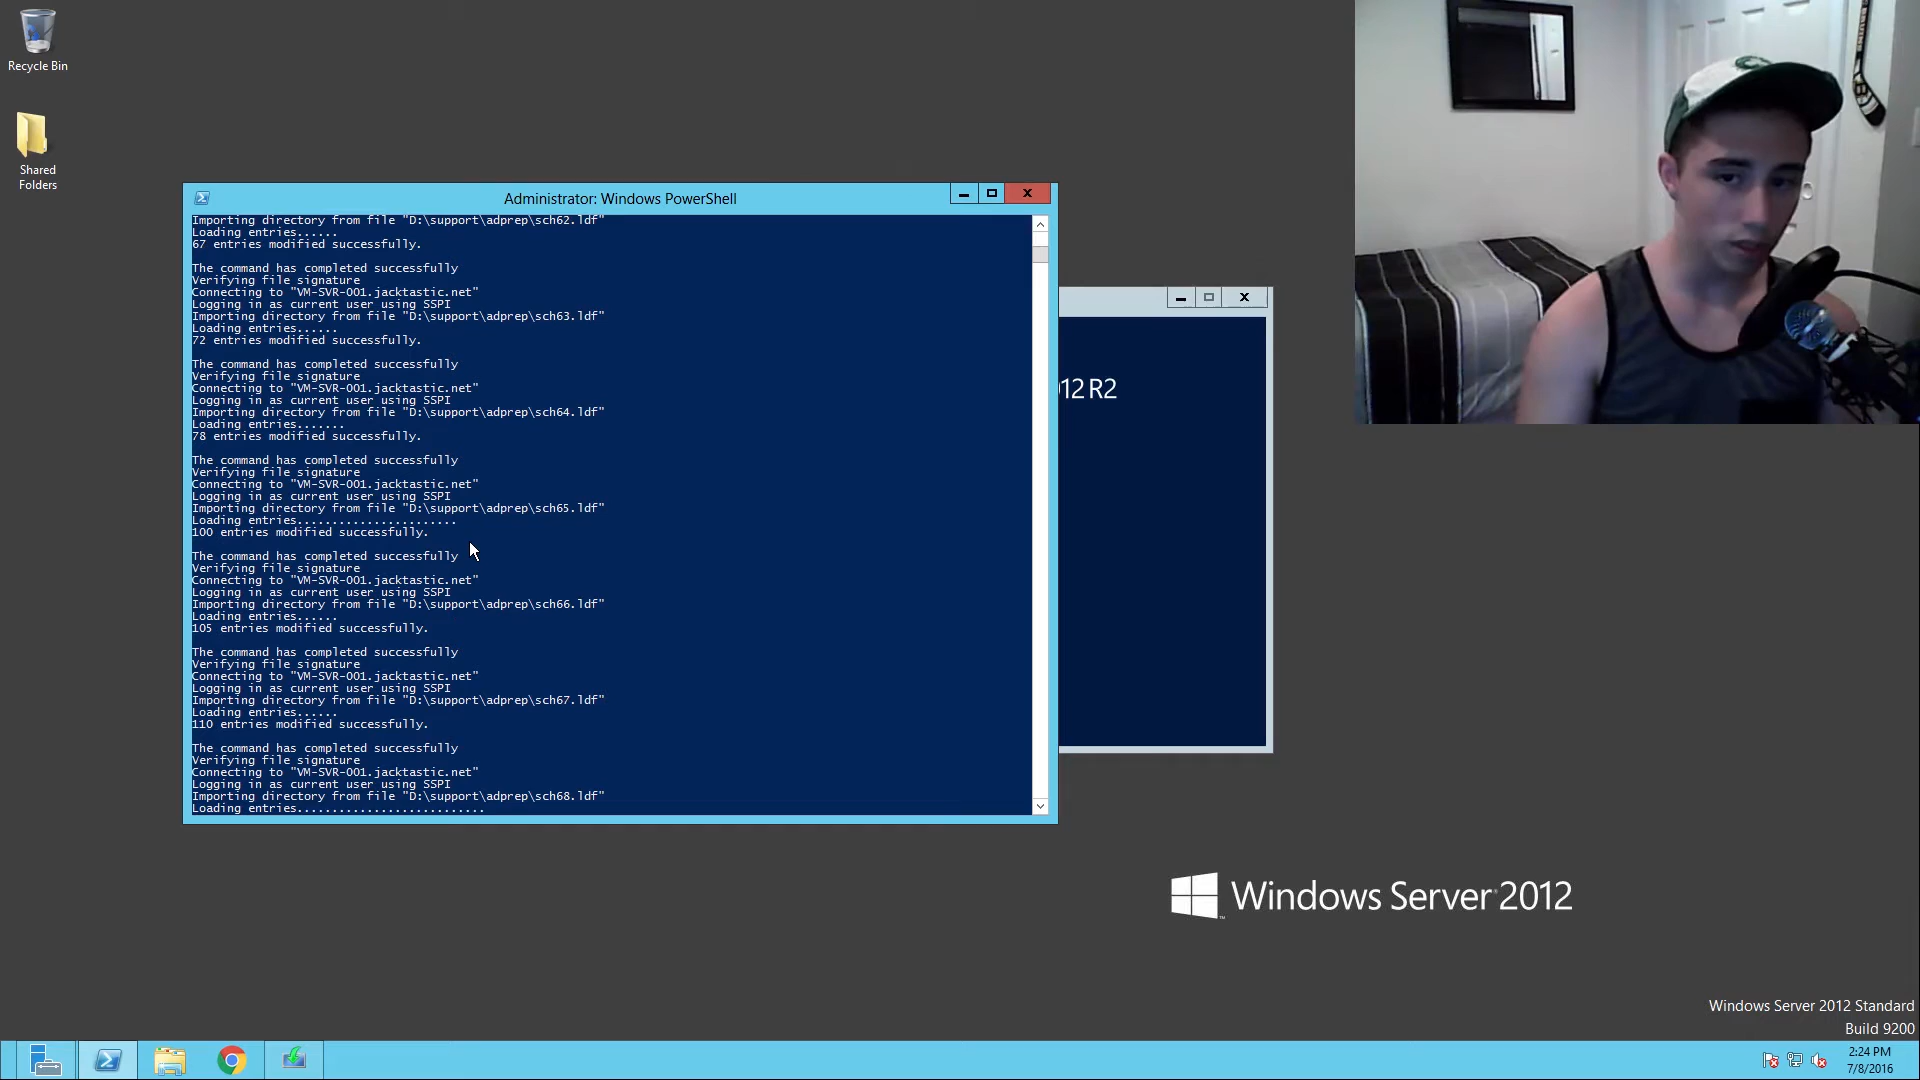 Recycle Bin
Shared
Folders
Administrator: Windows PowerShell
Importing directory from file "D:\support\adprep\sch62.ldf"
Loading entries......
67 entries modified successfully.
The command has completed successfully
Verifying file signature
Connecting to "VM-SVR-001.jacktastic.net"
Logging in as current user using SSPI
Importing directory from file "D:\support\adprep\sch63.ldf"
Loading entries......
72 entries modified successfully.
The command has completed successfully
Verifying file signature
Connecting to "VM-SVR-001.jacktastic.net"
Logging in as current user using SSPI
Importing directory from file "D:\support\adprep\sch64.ldf"
Loading entries.......
78 entries modified successfully.
The command has completed successfully
Verifying file signature
Connecting to "VM-SVR-001.jacktastic.net"
Logging in as current user using SSPI
Importing directory from file "D:\support\adprep\sch65.ldf"
Loading entries.......................
100 entries modified successfully.
The command has completed successfully
Verifying file signature
Connecting to "VM-SVR-001.jacktastic.net"
Logging in as current user using SSPI
Importing directory from file "D:\support\adprep\sch66.ldf"
Loading entries......
105 entries modified successfully.
The command has completed successfully
Verifying file signature
Connecting to "VM-SVR-001.jacktastic.net"
Logging in as current user using SSPI
Importing directory from file "D:\support\adprep\sch67.ldf"
Loading entries......
110 entries modified successfully.
The command has completed successfully
Verifying file signature
Connecting to "VM-SVR-001.jacktastic.net"
Logging in as current user using SSPI
Importing directory from file "D:\support\adprep\sch68.ldf"
Loading entries...........................
12 R2
Windows Server 2012
Windows Server 2012 Standard
Build 9200
2:24 PM
7/8/2016